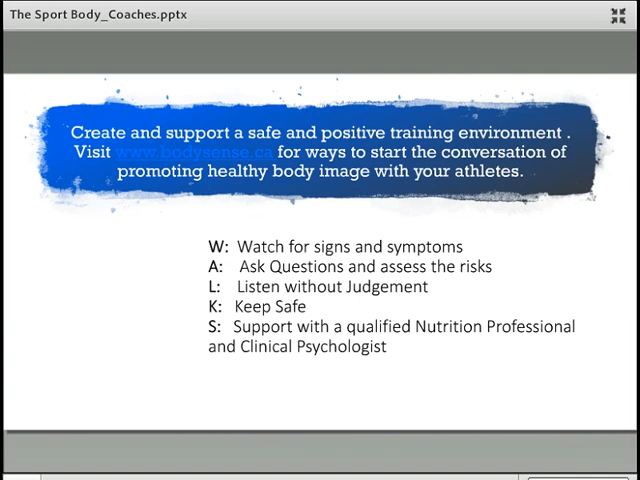 The Sport Body_Coaches.pptx
Create and support a safe and positive training environment .
Visit www.bodysense.ca for ways to start the conversation of
promoting healthy body image with your athletes.
W: Watch for signs and symptoms
A: Ask Questions and assess the risks
L: Listen without Judgement
K: Keep Safe
S: Support with a qualified Nutrition Professional
and Clinical Psychologist